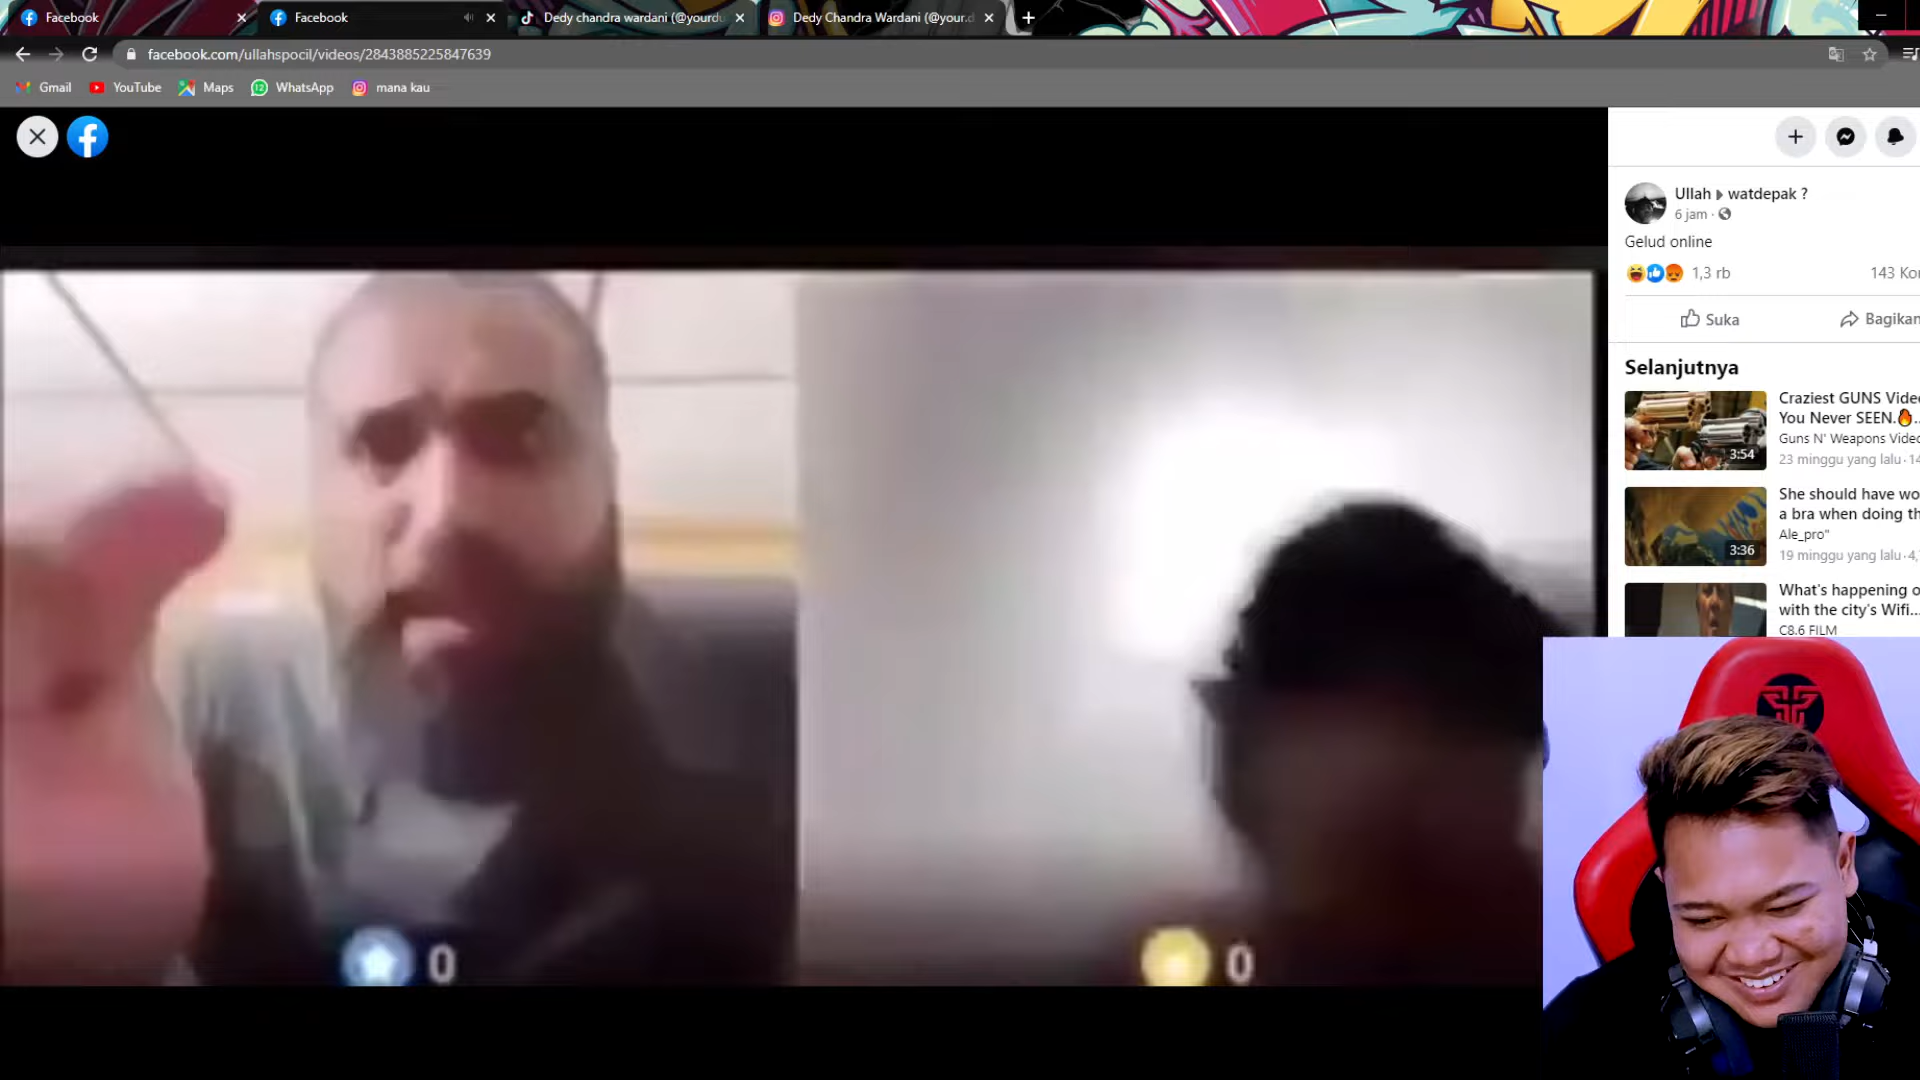 Facebook
Facebook
Dedy chandra wardani (@yourdu
Dedy Chandra Wardani (@your.d
facebook.com/ullahspocil/videos/2843885225847639
Gmail
YouTube
Maps
12
WhatsApp
mana kau
Ullah watdepak ?
6 jam ·
Gelud online
1,3 rb
143 Ko
Suka
Bagikan
Selanjutnya
Craziest GUNS Vide
You Never SEEN.🔥...
Guns N' Weapons Video
3:54
23 minggu yang lalu · 14
She should have wo
a bra when doing th
Ale_pro"
3:36
19 minggu yang lalu · 4,
What's happening o
with the city's Wifi...
C8.6 FILM
0
0